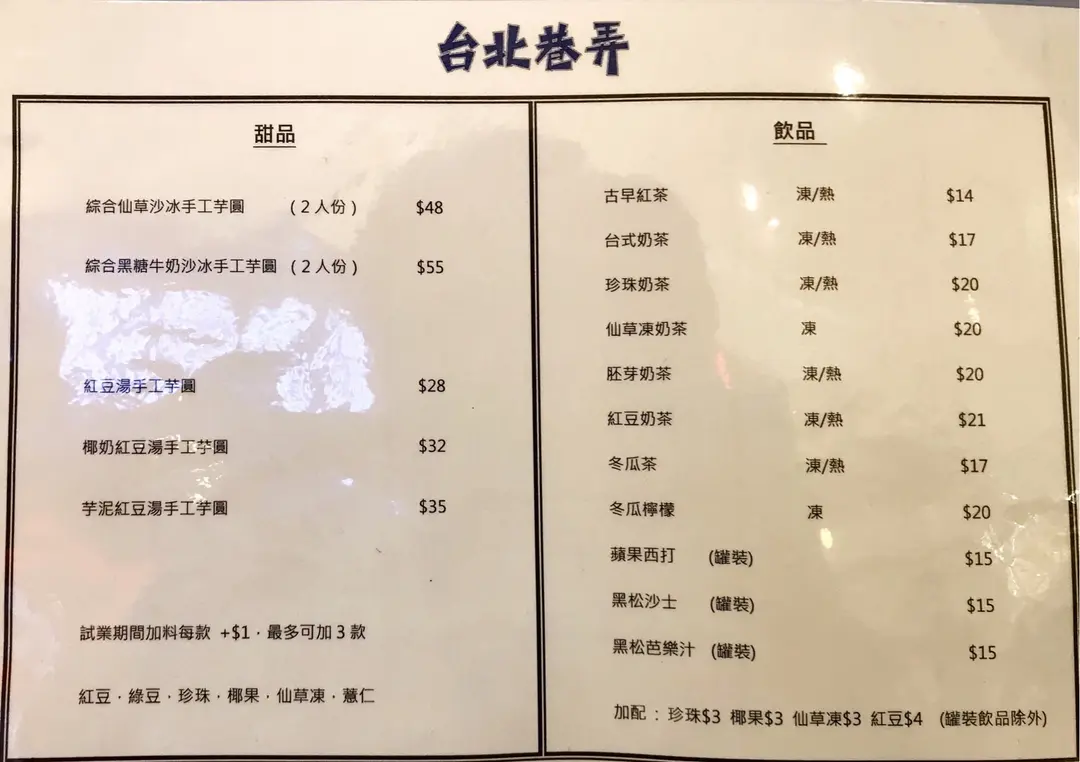 台北巷弄
甜品
綜合仙草沙冰手工芋圓 (2人份) $48
綜合黑糖牛奶沙冰手工芋圓 (2人份) $55
紅豆湯手工芋圓 $28
椰奶紅豆湯手工芋圓 $32
芋泥紅豆湯手工芋圓 $35
試業期間加料每款 +$1，最多可加3款
紅豆．綠豆．珍珠．椰果．仙草凍．薏仁
飲品
古早紅茶 凍/熱 $14
台式奶茶 凍/熱 $17
珍珠奶茶 凍/熱 $20
仙草凍奶茶 凍 $20
胚芽奶茶 凍/熱 $20
紅豆奶茶 凍/熱 $21
冬瓜茶 凍/熱 $17
冬瓜檸檬 凍 $20
蘋果西打 (罐裝) $15
黑松沙士 (罐裝) $15
黑松芭樂汁 (罐裝) $15
加配：珍珠$3 椰果$3 仙草凍$3 紅豆$4 (罐裝飲品除外)